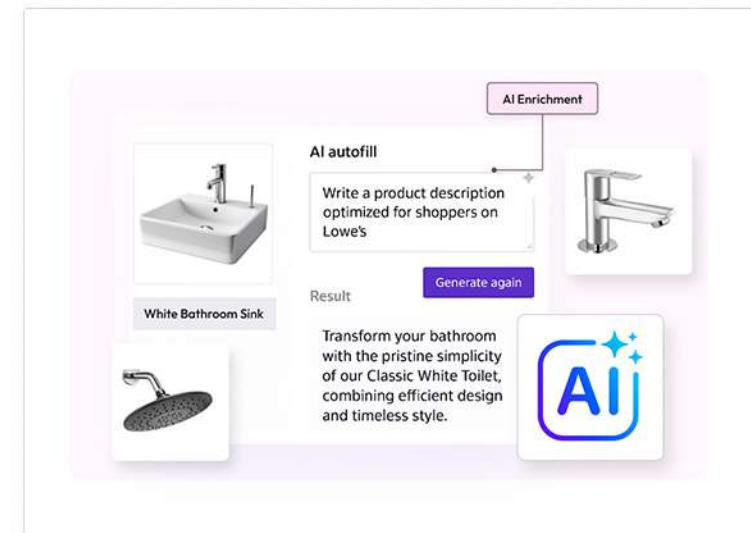 AI Enrichment
AI autofill
Write a product description
optimized for shoppers on
Lowe's
Generate again
White Bathroom Sink
Result
Transform your bathroom
with the pristine simplicity
of our Classic White Toilet,
combining efficient design
and timeless style.
AI